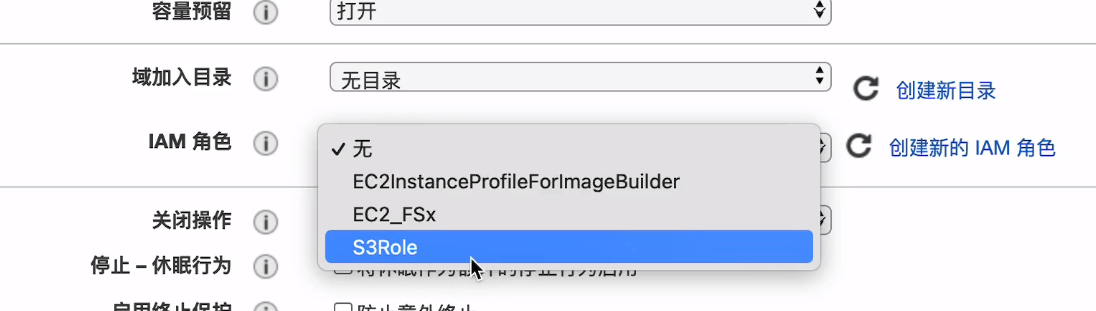 容量预留 打开
域加入目录 无目录 创建新目录
IAM 角色 ✓ 无 创建新的 IAM 角色
EC2InstanceProfileForImageBuilder
EC2_FSx
关闭操作
S3Role
停止 – 休眠行为